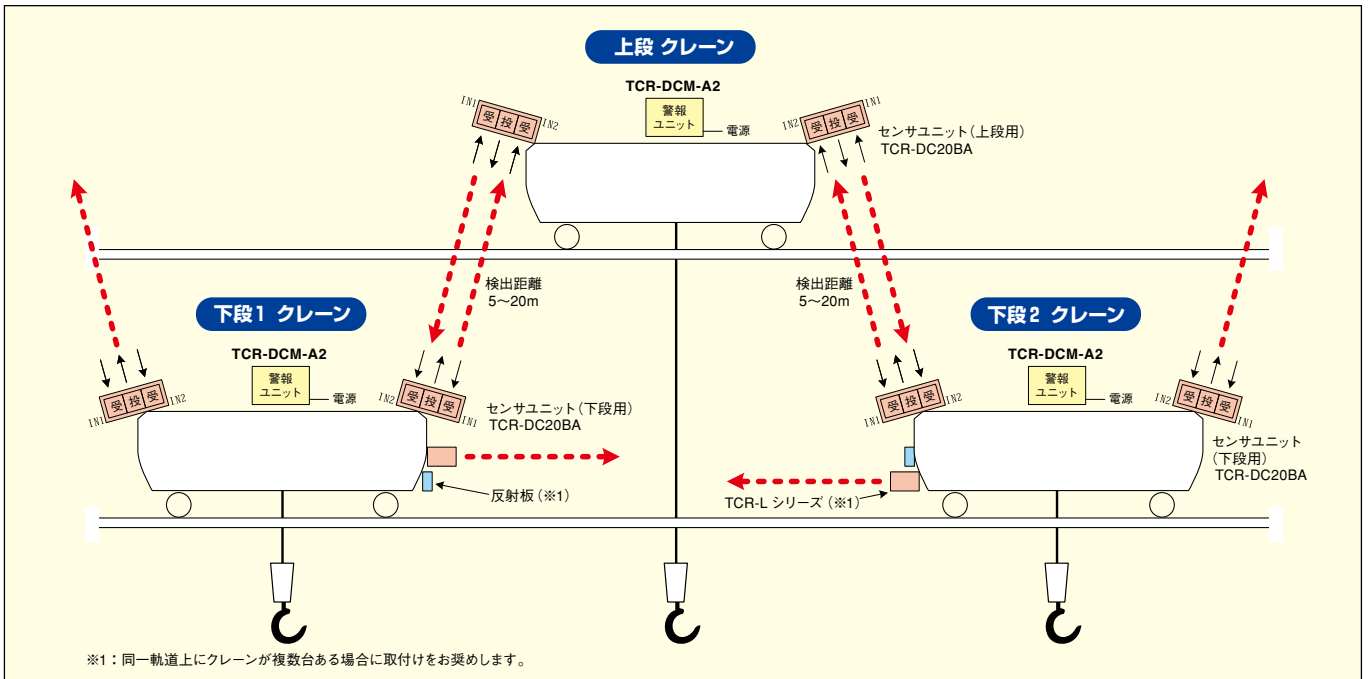 上段 クレーン
TCR-DCM-A2
警報
ユニット
電源
IN1
受 投 受
IN2
IN2
受 投 受
IN1
センサユニット（上段用）
TCR-DC20BA
検出距離
5〜20m
検出距離
5〜20m
下段1 クレーン
TCR-DCM-A2
警報
ユニット
電源
IN1
受 投 受
IN2
IN2
受 投 受
IN1
センサユニット（下段用）
TCR-DC20BA
反射板（※1）
下段2 クレーン
TCR-DCM-A2
警報
ユニット
電源
IN1
受 投 受
IN2
IN2
受 投 受
IN1
センサユニット
（下段用）
TCR-DC20BA
TCR-L シリーズ（※1）
※1：同一軌道上にクレーンが複数台ある場合に取付けをお奨めします。